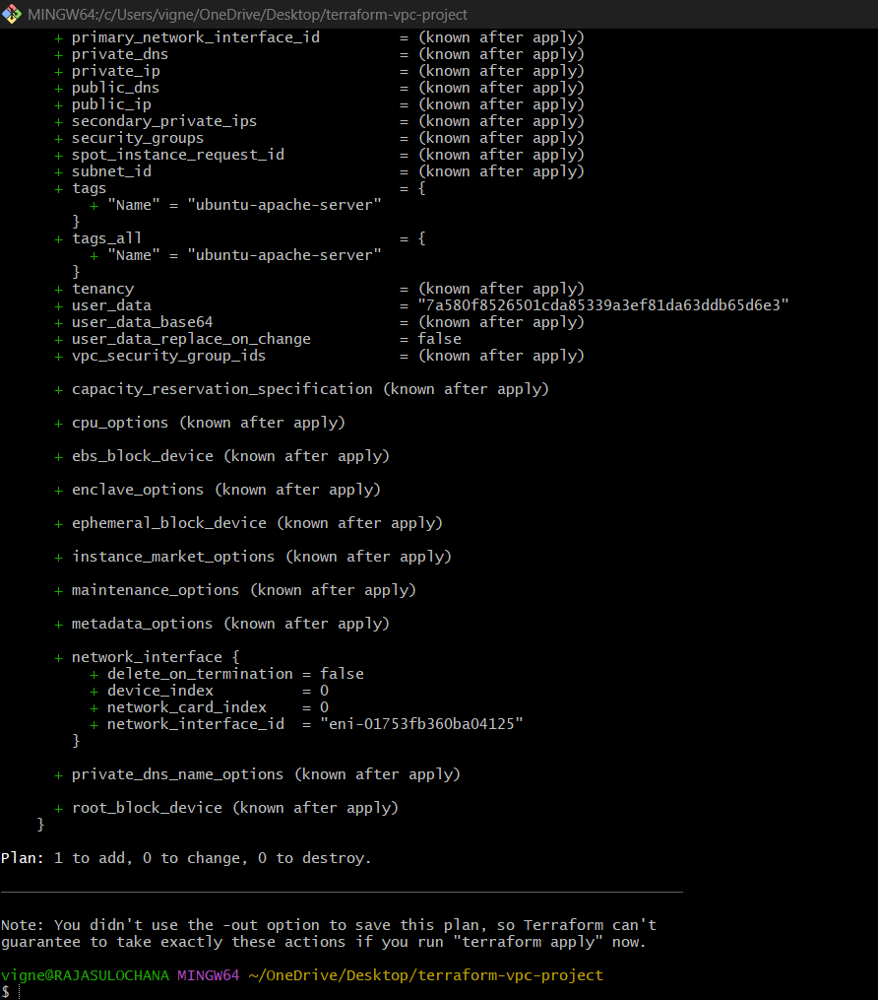 MINGW64:/c/Users/vigne/OneDrive/Desktop/terraform-vpc-project
+ primary_network_interface_id = (known after apply)
+ private_dns = (known after apply)
+ private_ip = (known after apply)
+ public_dns = (known after apply)
+ public_ip = (known after apply)
+ secondary_private_ips = (known after apply)
+ security_groups = (known after apply)
+ spot_instance_request_id = (known after apply)
+ subnet_id = (known after apply)
+ tags = {
+ "Name" = "ubuntu-apache-server"
}
+ tags_all = {
+ "Name" = "ubuntu-apache-server"
}
+ tenancy = (known after apply)
+ user_data = "7a580f8526501cda85339a3ef81da63ddb65d6e3"
+ user_data_base64 = (known after apply)
+ user_data_replace_on_change = false
+ vpc_security_group_ids = (known after apply)
+ capacity_reservation_specification (known after apply)
+ cpu_options (known after apply)
+ ebs_block_device (known after apply)
+ enclave_options (known after apply)
+ ephemeral_block_device (known after apply)
+ instance_market_options (known after apply)
+ maintenance_options (known after apply)
+ metadata_options (known after apply)
+ network_interface {
+ delete_on_termination = false
+ device_index = 0
+ network_card_index = 0
+ network_interface_id = "eni-01753fb360ba04125"
}
+ private_dns_name_options (known after apply)
+ root_block_device (known after apply)
}
Plan: 1 to add, 0 to change, 0 to destroy.
Note: You didn't use the -out option to save this plan, so Terraform can't
guarantee to take exactly these actions if you run "terraform apply" now.
vigne@RAJASULOCHANA MINGW64 ~/OneDrive/Desktop/terraform-vpc-project
$